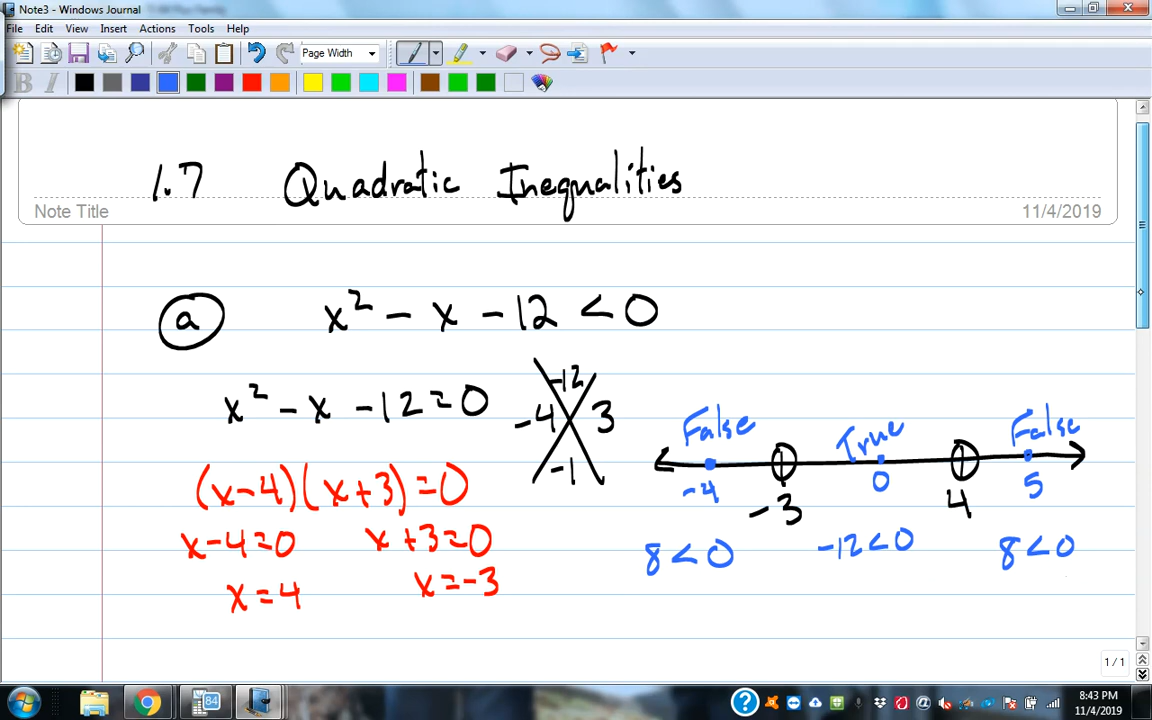 Note3 - Windows Journal
File Edit View Insert Actions Tools Help
Page Width
B I
1.7 Quadratic Inequalities
Note Title 11/4/2019
a x² - x - 12 < 0
x² - x - 12 = 0
-12
-4 3
-1
False True False
(x-4)(x+3)=0
-4 -3 0 4 5
x-4=0 x+3=0
8<0 -12<0 8<0
x=4 x=-3
1 / 1
84
8:43 PM
11/4/2019